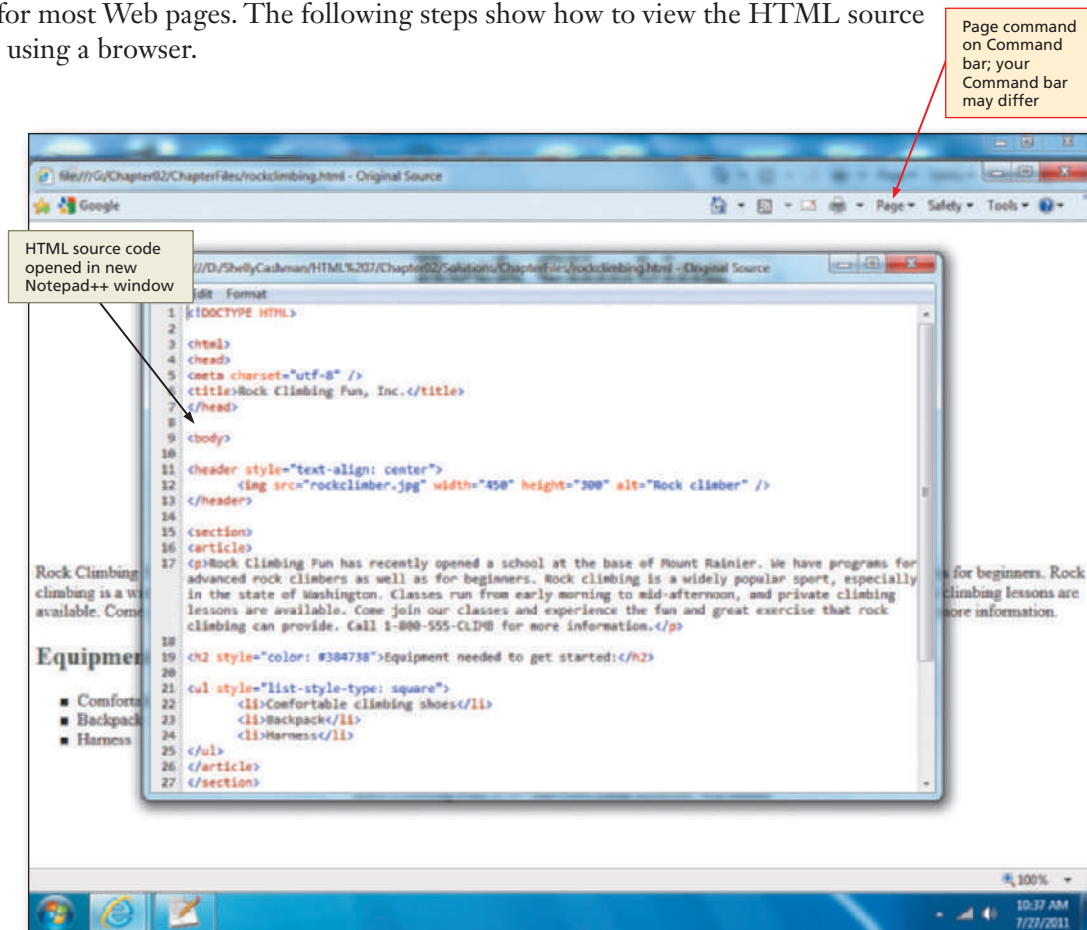 for most Web pages. The following steps show how to view the HTML source
using a browser.
Page command
on Command
bar; your
Command bar
may differ
file:///G:/Chapter02/ChapterFiles/rockclimbing.html - Original Source
Google
Page
Safety
Tools
HTML source code
opened in new
Notepad++ window
///D:/ShellyCashman/HTML%207/Chapter02/Solutions/ChapterFiles/rockclimbing.html - Original Source
Edit Format
1 <!DOCTYPE HTML>
2
3 <html>
4 <head>
5 <meta charset="utf-8" />
6 <title>Rock Climbing Fun, Inc.</title>
7 </head>
8
9 <body>
10
11 <header style="text-align: center">
12 <img src="rockclimber.jpg" width="450" height="300" alt="Rock climber" />
13 </header>
14
15 <section>
16 <article>
17 <p>Rock Climbing Fun has recently opened a school at the base of Mount Rainier. We have programs for
advanced rock climbers as well as for beginners. Rock climbing is a widely popular sport, especially
in the state of Washington. Classes run from early morning to mid-afternoon, and private climbing
lessons are available. Come join our classes and experience the fun and great exercise that rock
climbing can provide. Call 1-800-555-CLIMB for more information.</p>
18
19 <h2 style="color: #384738">Equipment needed to get started:</h2>
20
21 <ul style="list-style-type: square">
22 <li>Comfortable climbing shoes</li>
23 <li>Backpack</li>
24 <li>Harness</li>
25 </ul>
26 </article>
27 </section>
Rock Climbing
climbing is a
available. Come
for beginners. Rock
climbing lessons are
more information.
Equipmen
Comforta
Backpack
Harness
100%
10:37 AM
7/27/2011